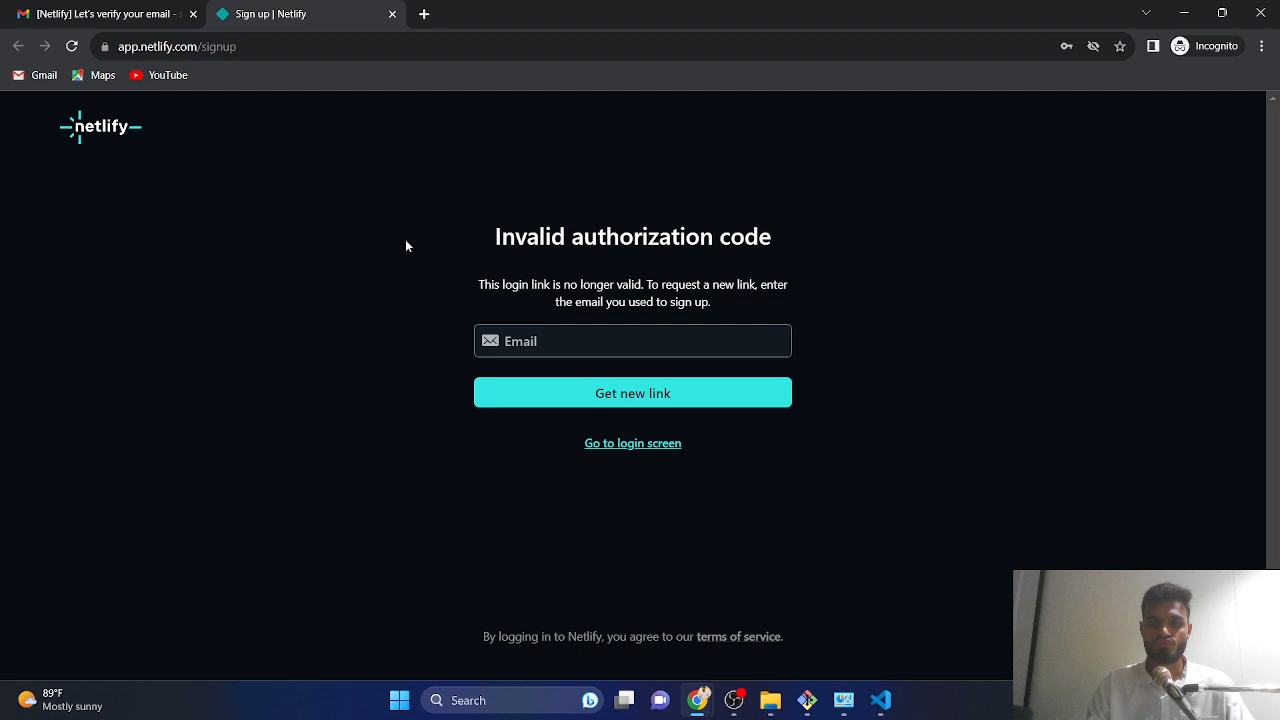 [Netlify] Let's verify your email -
Sign up | Netlify
app.netlify.com/signup
Incognito
Gmail
Maps
YouTube
netlify
Invalid authorization code
This login link is no longer valid. To request a new link, enter
the email you used to sign up.
Email
Get new link
Go to login screen
By logging in to Netlify, you agree to our terms of service.
89°F
Mostly sunny
Search